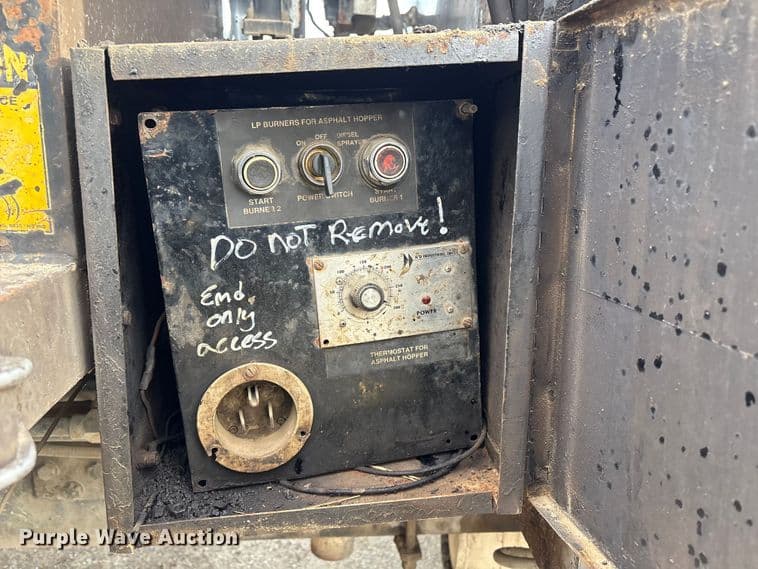 LP BURNERS FOR ASPHALT HOPPER
OFF
ON
DIESEL
SPRAY
START
BURNER 2
POWER SWITCH
START
BURNER 1
DO NOT REMOVE!
Emd
only
access
POWER
THERMOSTAT FOR
ASPHALT HOPPER
Purple Wave Auction